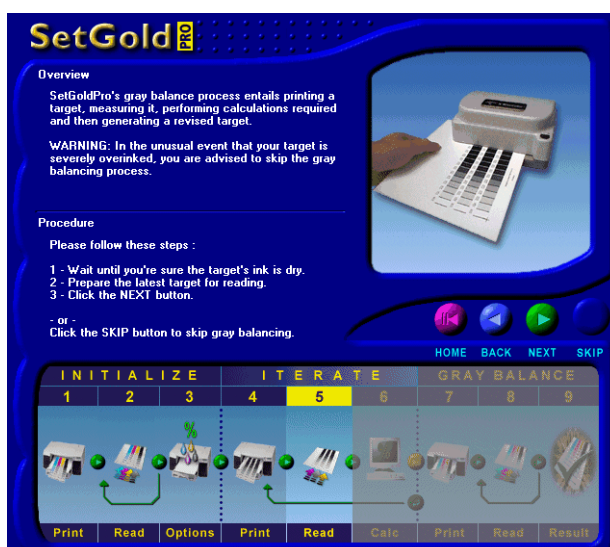 SetGold PRO
Overview
SetGoldPro's gray balance process entails printing a
target, measuring it, performing calculations required
and then generating a revised target.
WARNING: In the unusual event that your target is
severely overinked, you are advised to skip the gray
balancing process.
Procedure
Please follow these steps :
1 - Wait until you're sure the target's ink is dry.
2 - Prepare the latest target for reading.
3 - Click the NEXT button.
- or -
Click the SKIP button to skip gray balancing.
HOME BACK NEXT SKIP
INITIALIZE ITERATE GRAY BALANCE
1 2 3 4 5 6 7 8 9
%
Print Read Options Print Read Calc Print Read Result